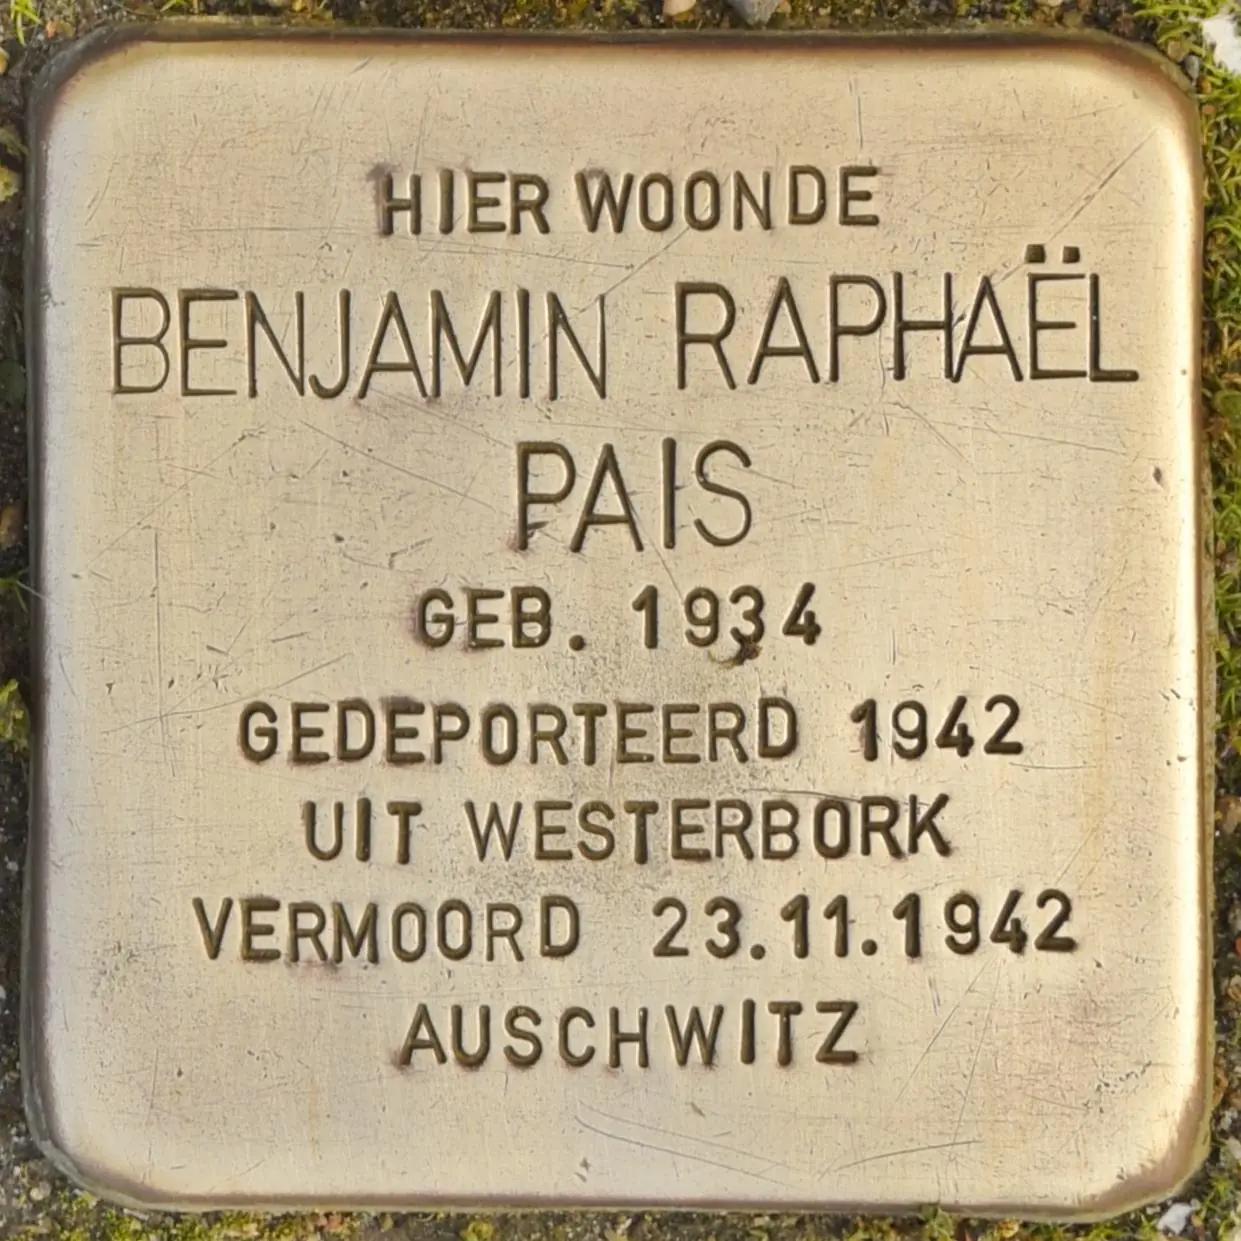 HIER WOONDE
BENJAMIN RAPHAËL
PAIS
GEB. 1934
GEDEPORTEERD 1942
UIT WESTERBORK
VERMOORD 23.11.1942
AUSCHWITZ